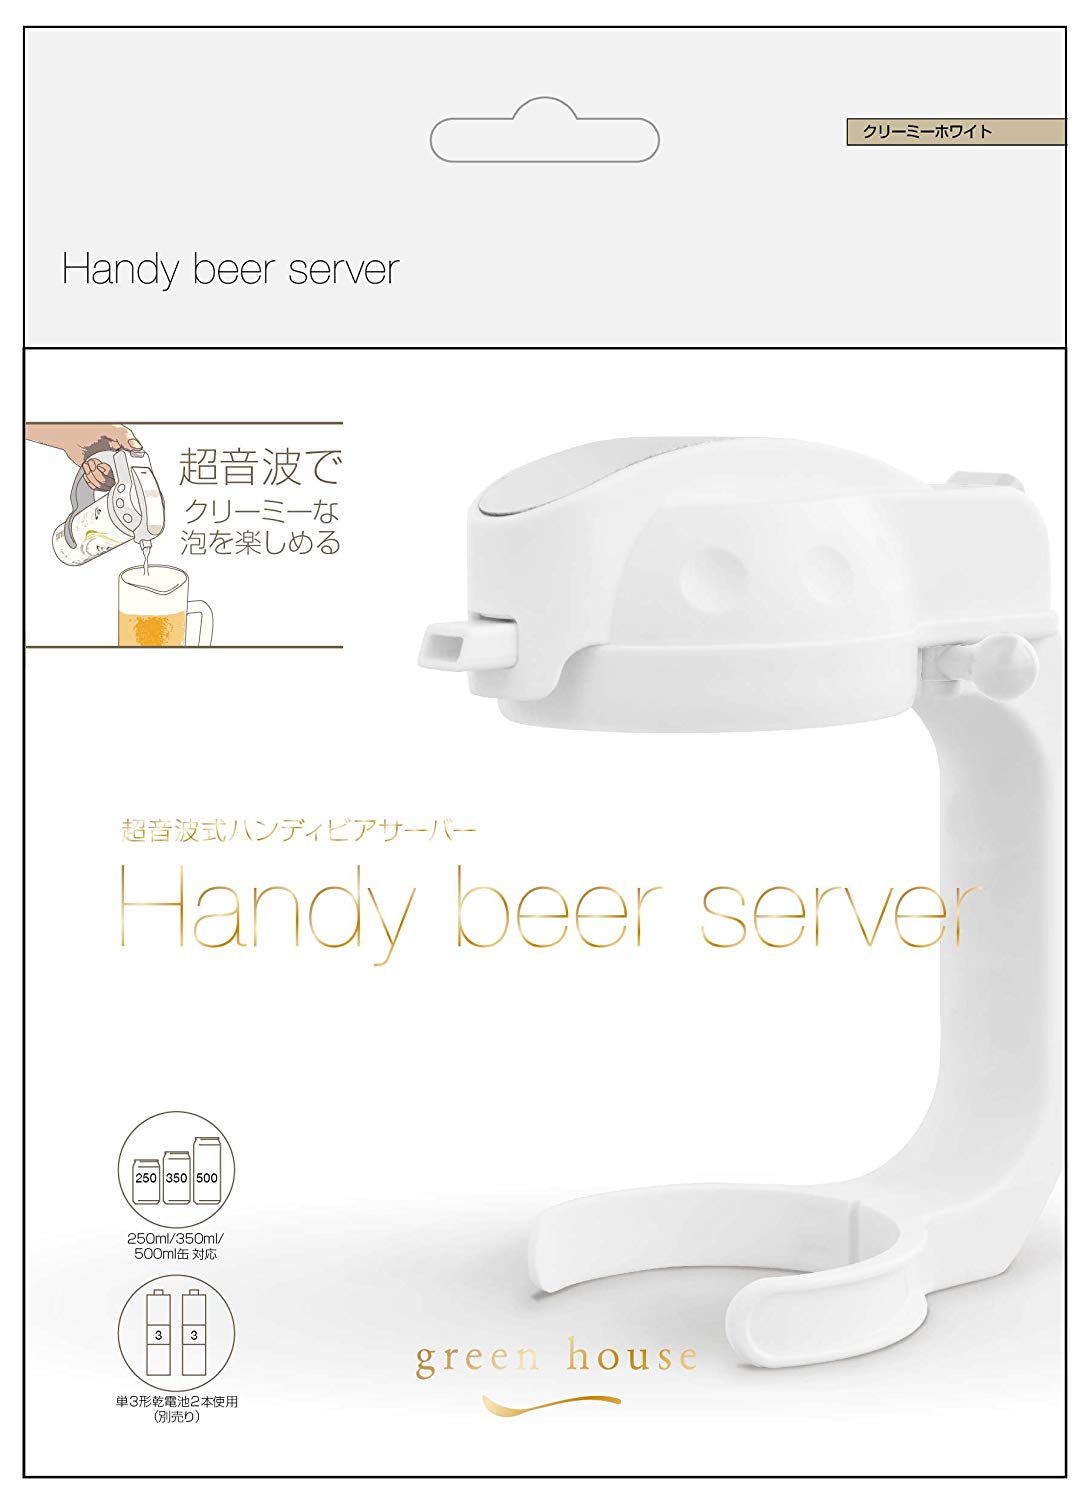 クリーミーホワイト
Handy beer server
超音波で
クリーミーな
泡を楽しめる
超音波式ハンディビアサーバー
Handy beer server
250 350 500
250ml/350ml/
500ml缶 対応
3 3
単3形乾電池2本使用
(別売り)
green house